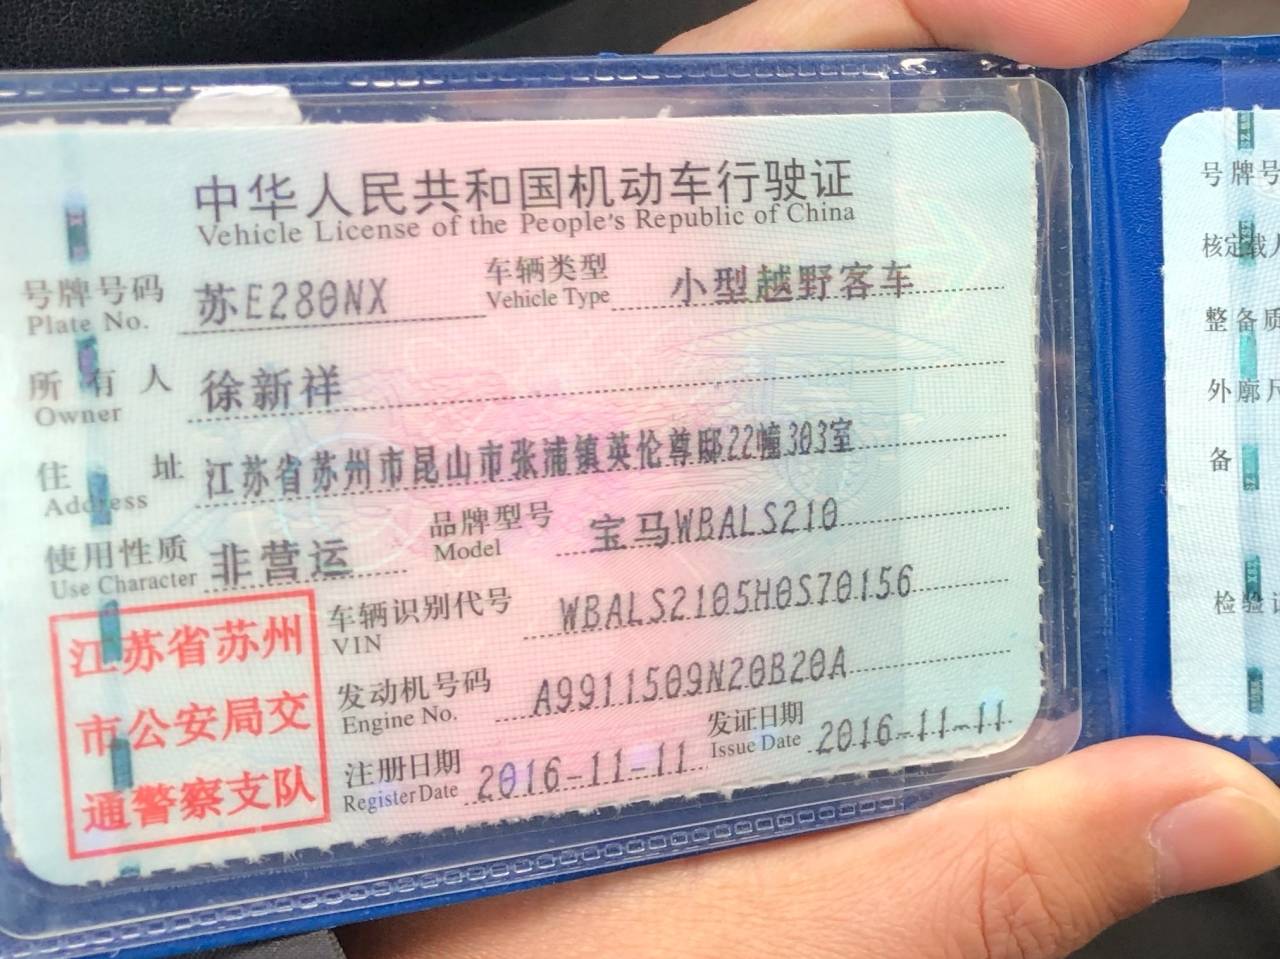 中华人民共和国机动车行驶证
Vehicle License of the People's Republic of China
号牌号码 苏E280NX 车辆类型 小型越野客车
Plate No. Vehicle Type
所有人 徐新祥
Owner
住址 江苏省苏州市昆山市张浦镇英伦尊邸22幢303室
Address
使用性质 非营运 品牌型号 宝马WBALS210
Use Character Model
车辆识别代号 WBALS2105H0S70156
VIN
发动机号码 A9911509N20B20A
Engine No.
注册日期 2016-11-11 发证日期 2016-11-11
Register Date Issue Date
江苏省苏州
市公安局交
通警察支队
号牌号
核定载人
整备质
外廓尺
备
检验记